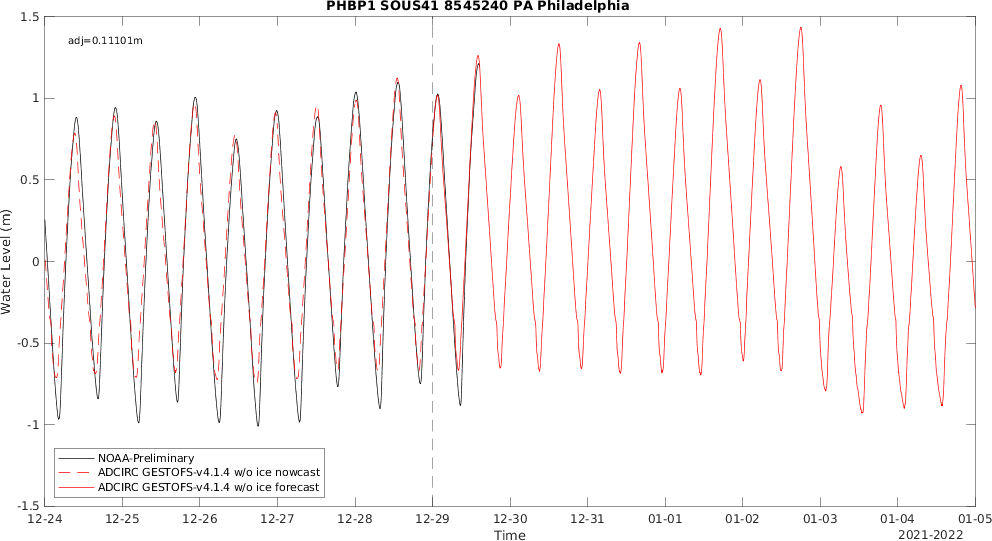 PHBP1 SOUS41 8545240 PA Philadelphia
adj=0.11101m
1.5
1
0.5
0
-0.5
-1
-1.5
Water Level (m)
NOAA-Preliminary
ADCIRC GESTOFS-v4.1.4 w/o ice nowcast
ADCIRC GESTOFS-v4.1.4 w/o ice forecast
12-24 12-25 12-26 12-27 12-28 12-29 12-30 12-31 01-01 01-02 01-03 01-04 01-05
Time
2021-2022